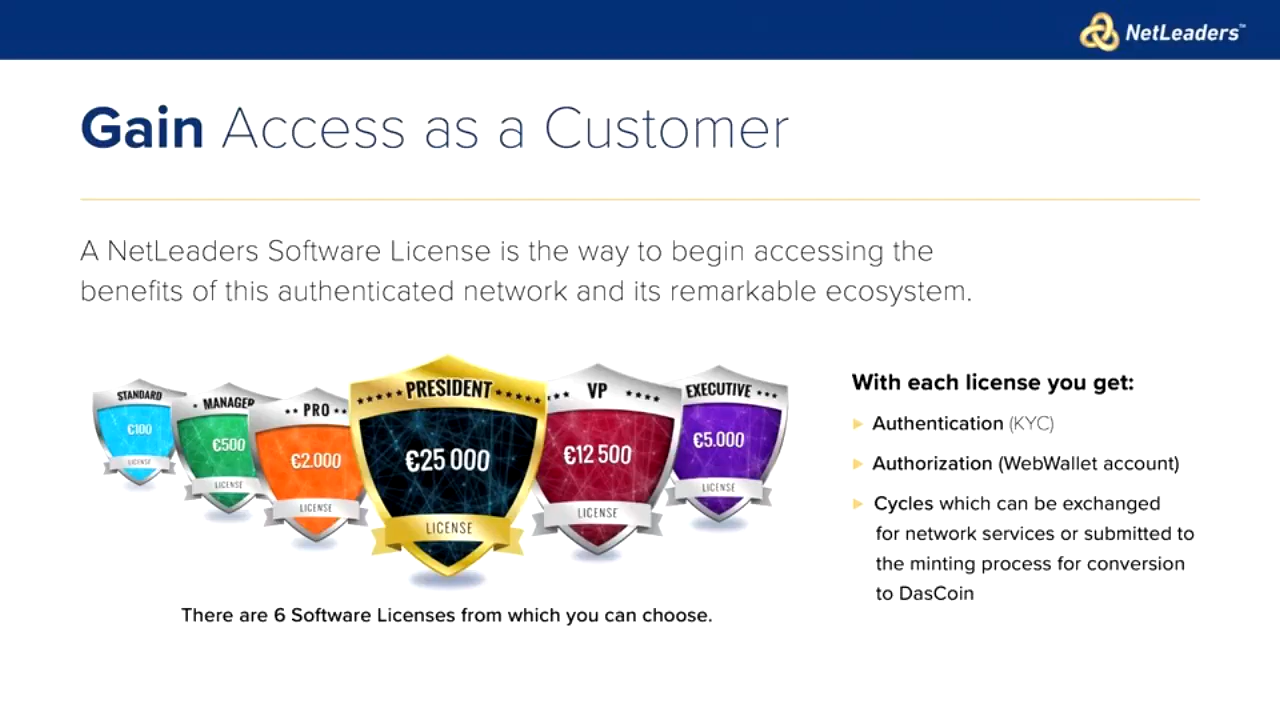 NetLeaders™
Gain Access as a Customer
A NetLeaders Software License is the way to begin accessing the
benefits of this authenticated network and its remarkable ecosystem.
STANDARD
€100
LICENSE
MANAGER
€500
LICENSE
PRO
€2.000
LICENSE
PRESIDENT
€25 000
LICENSE
VP
€12 500
LICENSE
EXECUTIVE
€5.000
LICENSE
There are 6 Software Licenses from which you can choose.
With each license you get:
Authentication (KYC)
Authorization (WebWallet account)
Cycles which can be exchanged
for network services or submitted to
the minting process for conversion
to DasCoin